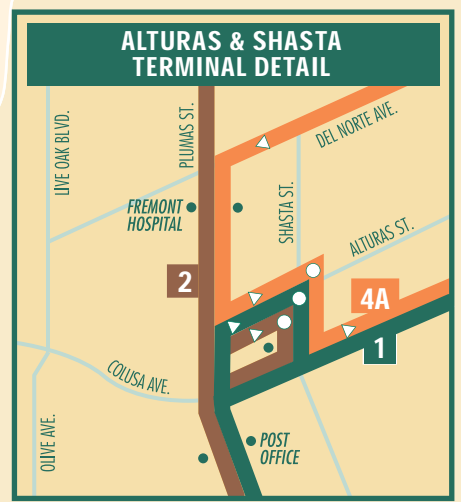 ALTURAS & SHASTA
TERMINAL DETAIL
LIVE OAK BLVD.
PLUMAS ST.
DEL NORTE AVE.
FREMONT
HOSPITAL
SHASTA ST.
ALTURAS ST.
2
4A
1
COLUSA AVE.
OLIVE AVE.
POST
OFFICE